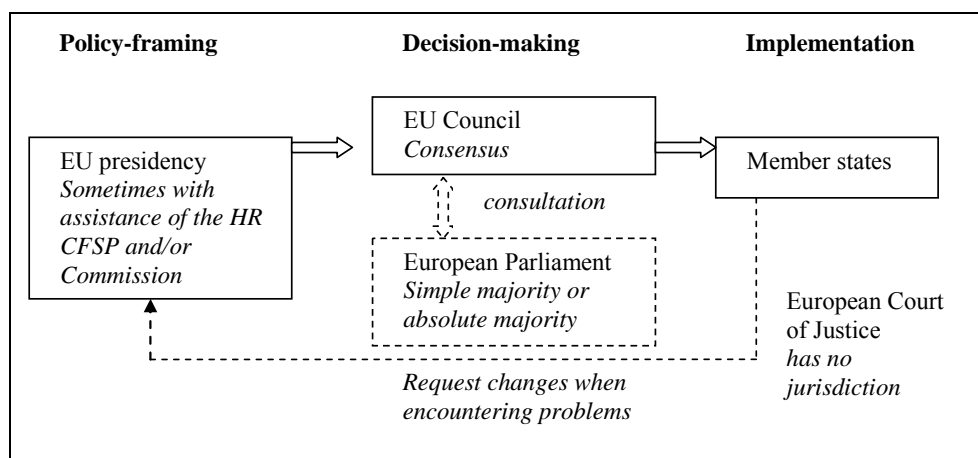 Policy-framing
Decision-making
Implementation
EU presidency
Sometimes with
assistance of the HR
CFSP and/or
Commission
EU Council
Consensus
consultation
European Parliament
Simple majority or
absolute majority
Member states
European Court
of Justice
has no
jurisdiction
Request changes when
encountering problems